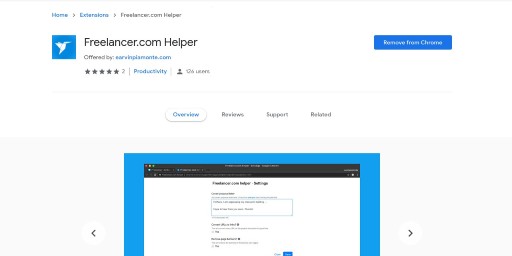 Home > Extensions > Freelancer.com Helper
Freelancer.com Helper
Remove from Chrome
Offered by: earvinpiamonte.com
2 | Productivity | 126 users
Overview
Reviews
Support
Related
Freelancer.com helper - Settings